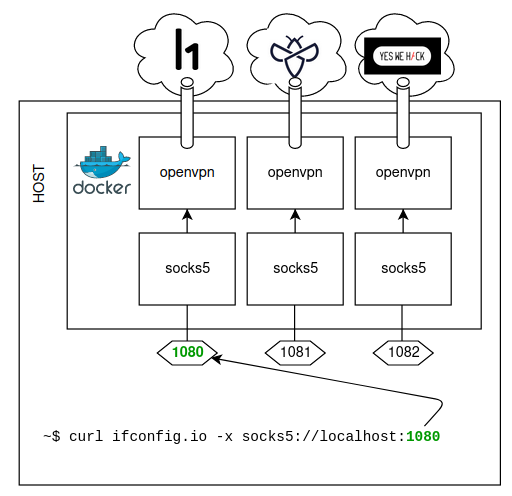 h1
YES WE H/CK
HOST
docker
openvpn
openvpn
openvpn
socks5
socks5
socks5
1080
1081
1082
~$ curl ifconfig.io -x socks5://localhost:1080